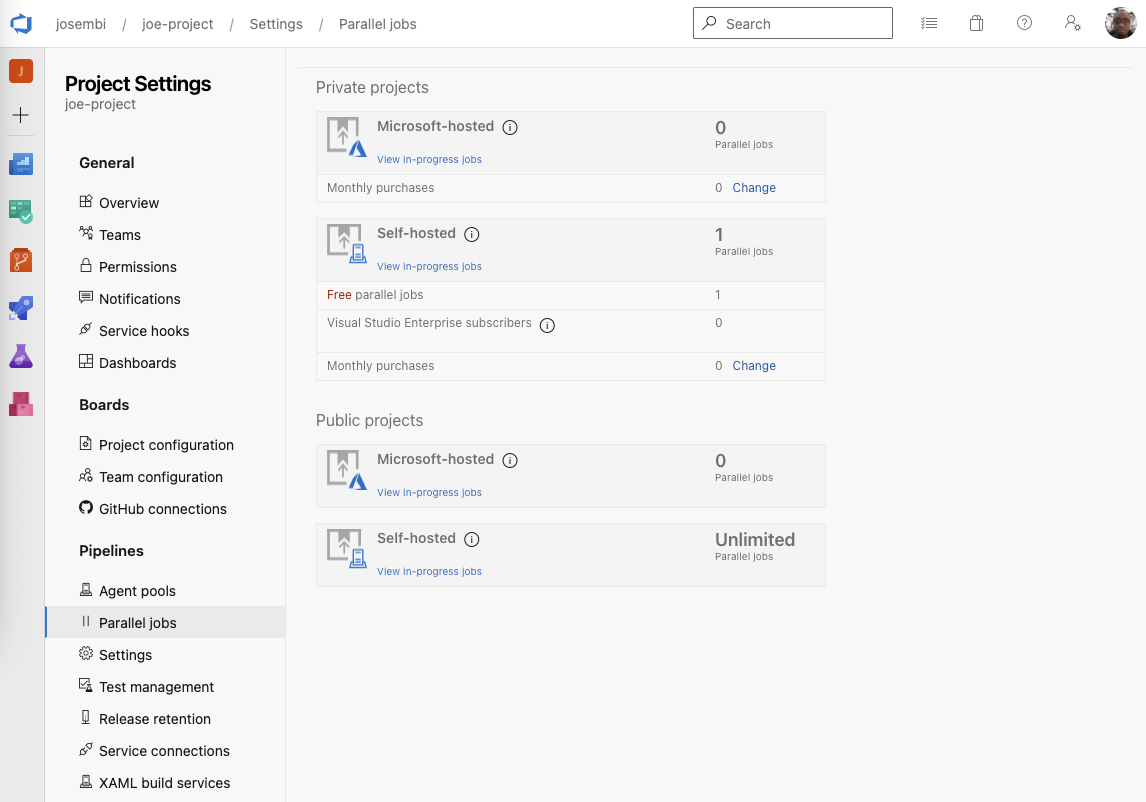 josembi / joe-project / Settings / Parallel jobs
Search
J
Project Settings
joe-project
General
Overview
Teams
Permissions
Notifications
Service hooks
Dashboards
Boards
Project configuration
Team configuration
GitHub connections
Pipelines
Agent pools
Parallel jobs
Settings
Test management
Release retention
Service connections
XAML build services
Private projects
Microsoft-hosted
0
Parallel jobs
View in-progress jobs
Monthly purchases 0 Change
Self-hosted
1
Parallel jobs
View in-progress jobs
Free parallel jobs 1
Visual Studio Enterprise subscribers 0
Monthly purchases 0 Change
Public projects
Microsoft-hosted
0
Parallel jobs
View in-progress jobs
Self-hosted
Unlimited
Parallel jobs
View in-progress jobs